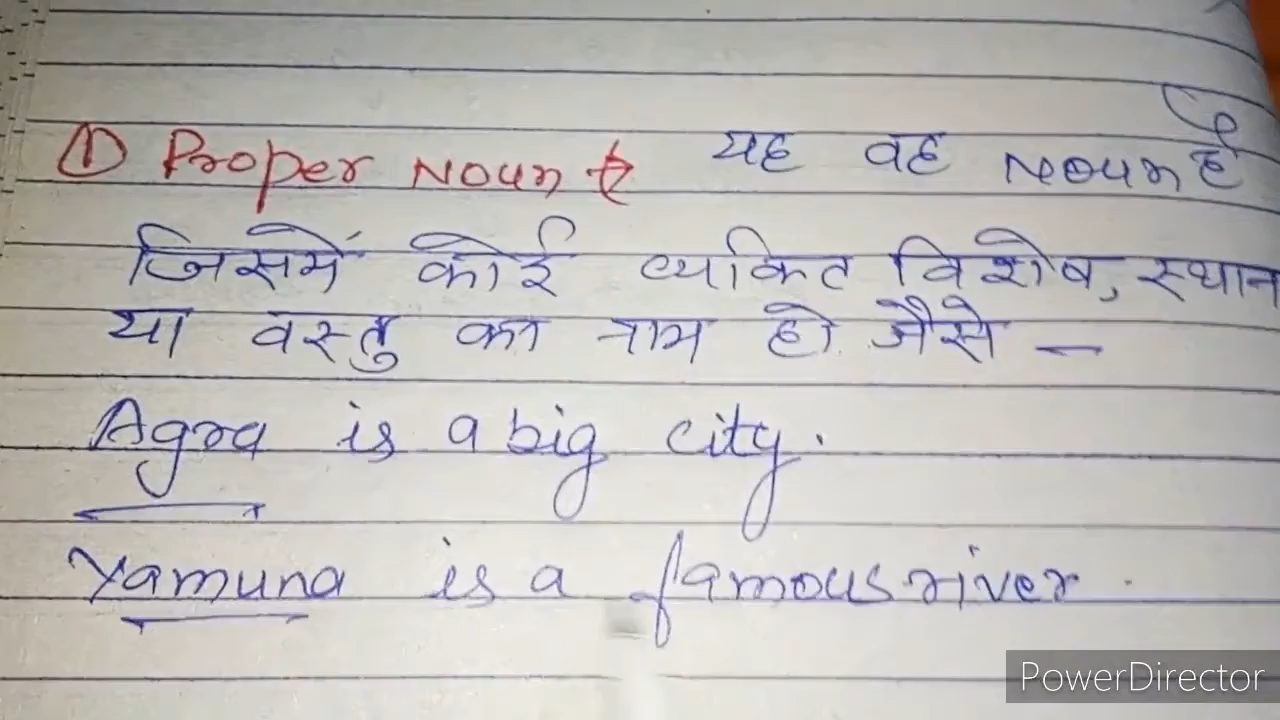 ① Proper Noun :- यह वह Noun है
जिसमें कोई व्यकित विशेष, स्थान
या वस्तु का नाम हो जैसे –
Agra is a big city.
Yamuna is a famous river.
PowerDirector